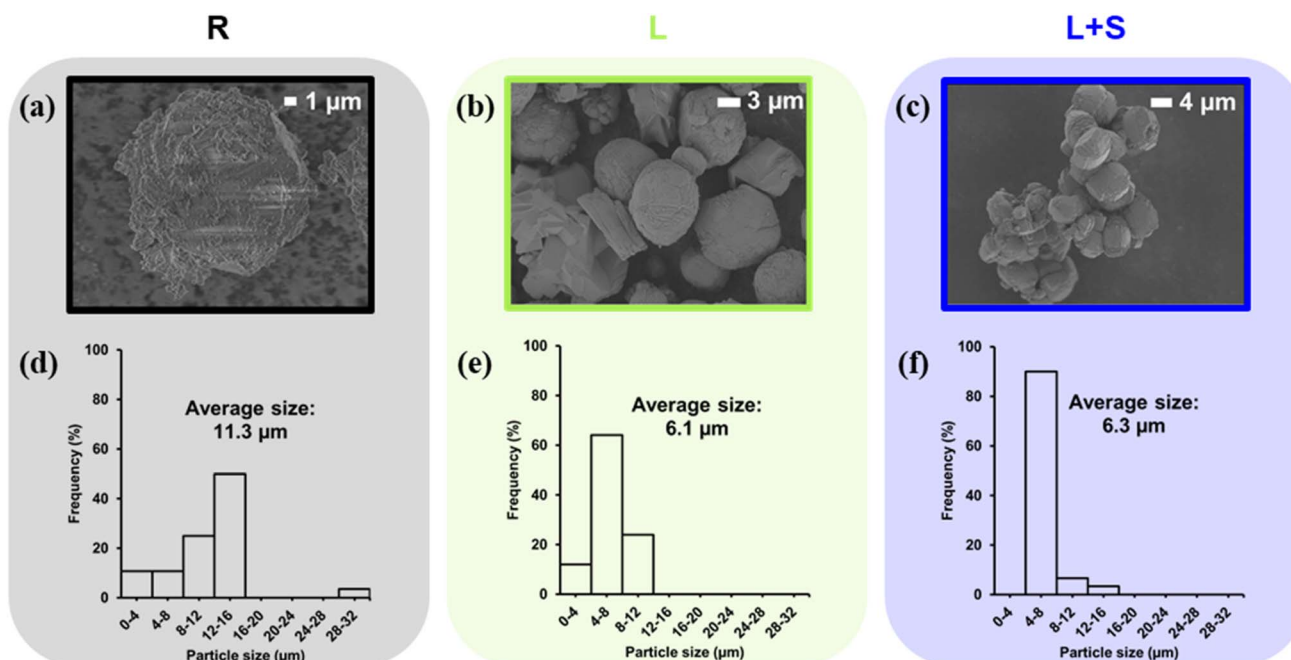 R
L
L+S
(a)
1 µm
(b)
3 µm
(c)
4 µm
(d)
100
80
60
40
20
0
Frequency (%)
Average size:
11.3 µm
0-4
4-8
8-12
12-16
16-20
20-24
24-28
28-32
Particle size (µm)
(e)
100
80
60
40
20
0
Frequency (%)
Average size:
6.1 µm
0-4
4-8
8-12
12-16
16-20
20-24
24-28
28-32
Particle size (µm)
(f)
100
80
60
40
20
0
Frequency (%)
Average size:
6.3 µm
0-4
4-8
8-12
12-16
16-20
20-24
24-28
28-32
Particle size (µm)